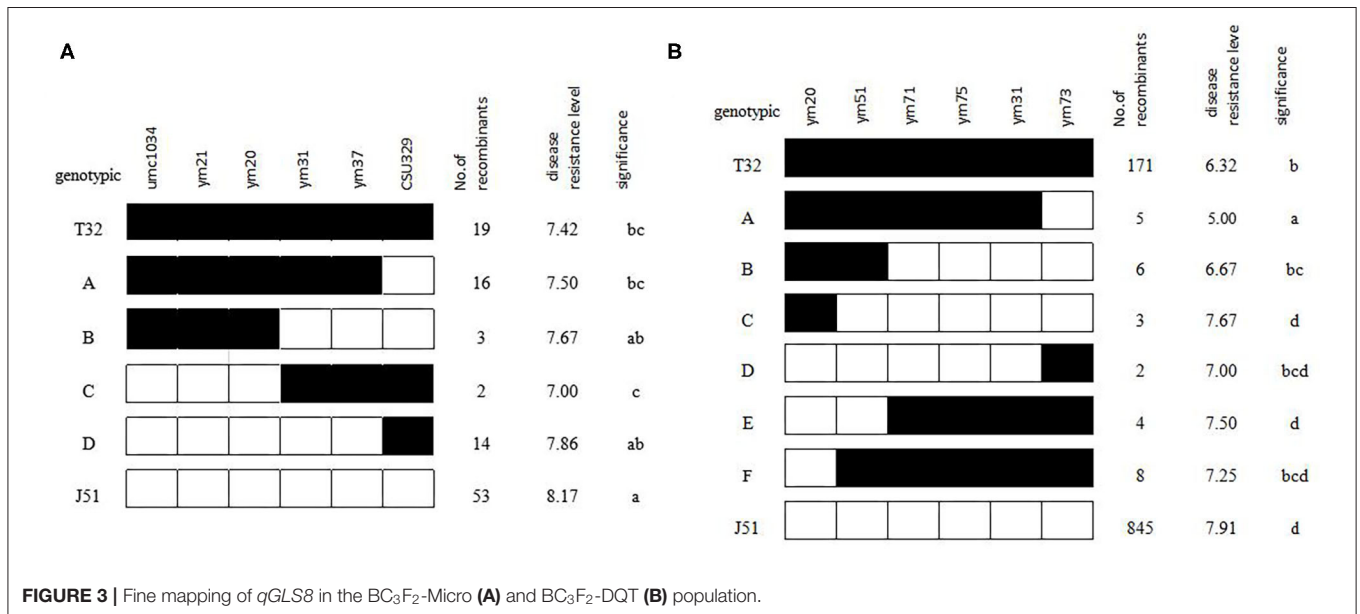 A
genotypic umc1034 ym21 ym20 ym31 ym37 CSU329 No.of recombinants disease resistance level significance
T32 19 7.42 bc
A 16 7.50 bc
B 3 7.67 ab
C 2 7.00 c
D 14 7.86 ab
J51 53 8.17 a
B
genotypic ym20 ym51 ym71 ym75 ym31 ym73 No.of recombinants disease resistance leve significance
T32 171 6.32 b
A 5 5.00 a
B 6 6.67 bc
C 3 7.67 d
D 2 7.00 bcd
E 4 7.50 d
F 8 7.25 bcd
J51 845 7.91 d
FIGURE 3 | Fine mapping of qGLS8 in the BC₃F₂-Micro (A) and BC₃F₂-DQT (B) population.